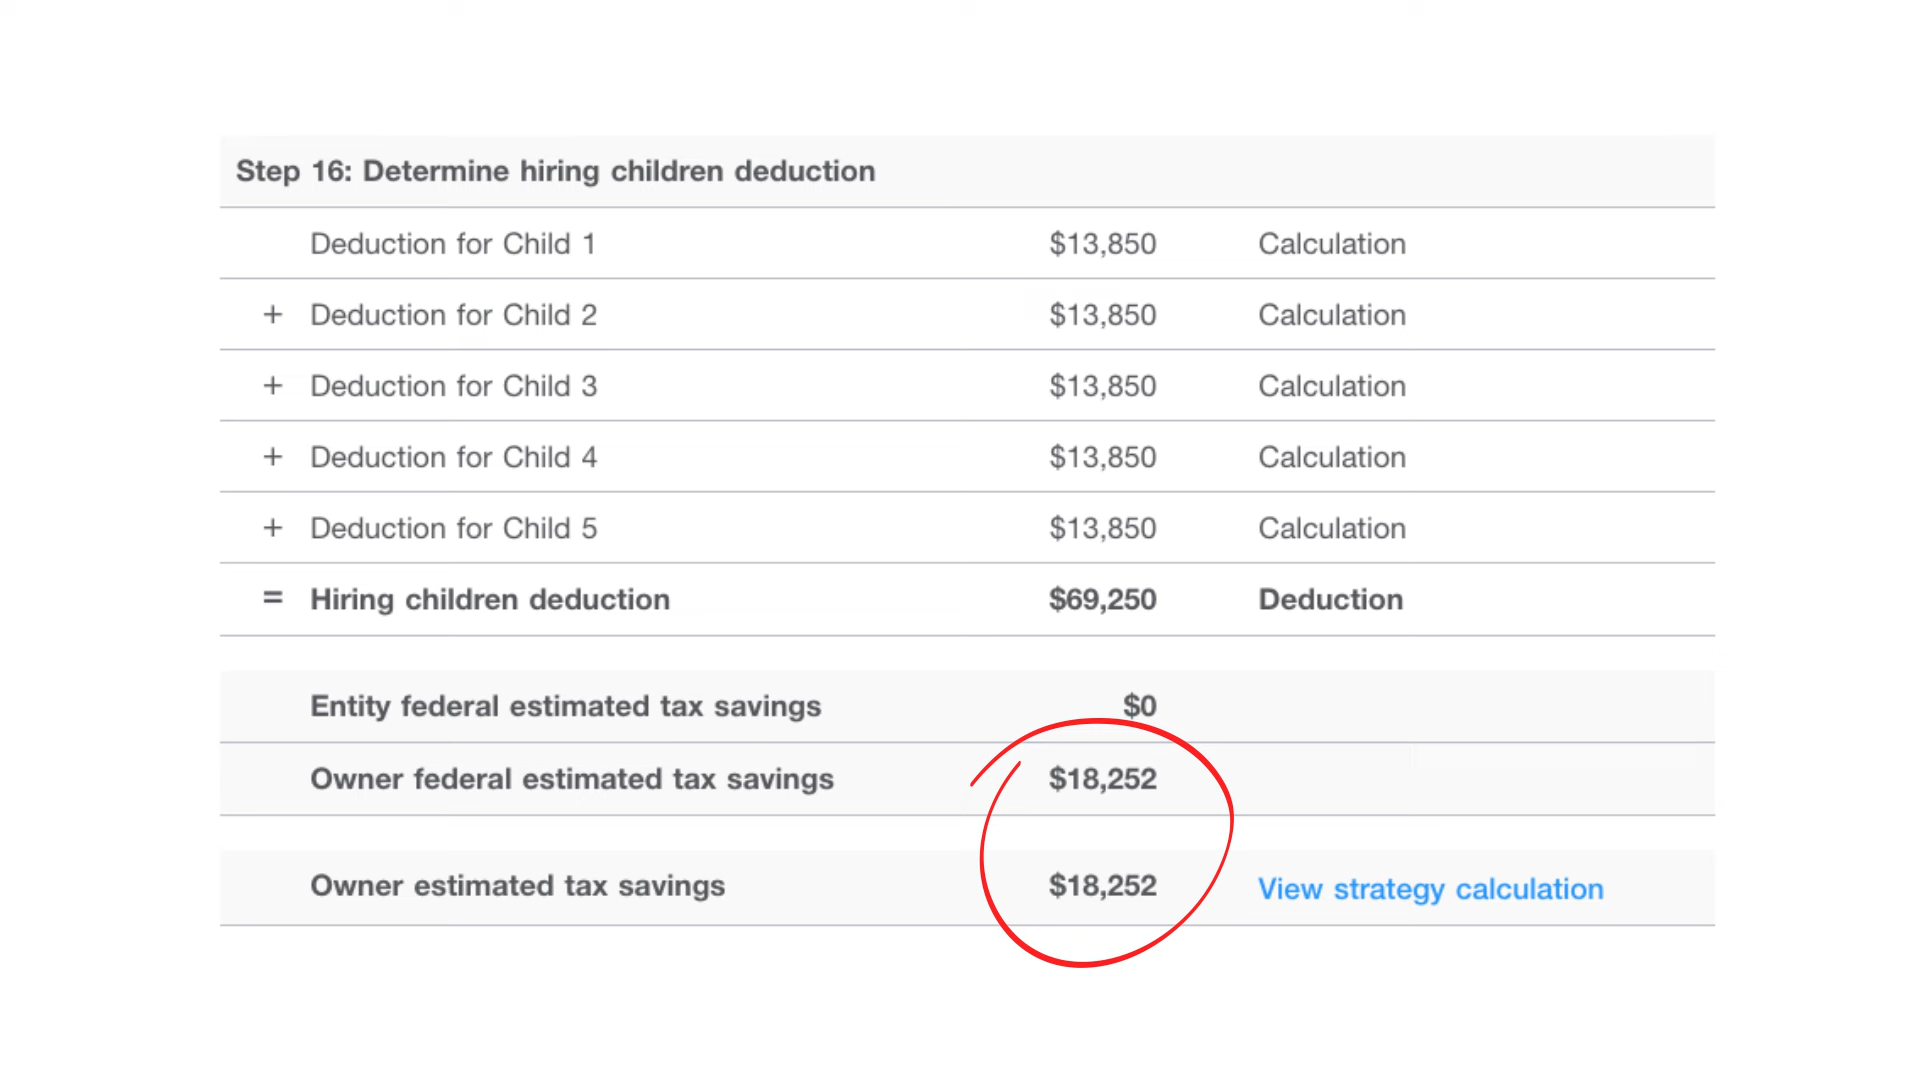 Step 16: Determine hiring children deduction
Deduction for Child 1 $13,850 Calculation
+ Deduction for Child 2 $13,850 Calculation
+ Deduction for Child 3 $13,850 Calculation
+ Deduction for Child 4 $13,850 Calculation
+ Deduction for Child 5 $13,850 Calculation
= Hiring children deduction $69,250 Deduction
Entity federal estimated tax savings $0
Owner federal estimated tax savings $18,252
Owner estimated tax savings $18,252 View strategy calculation